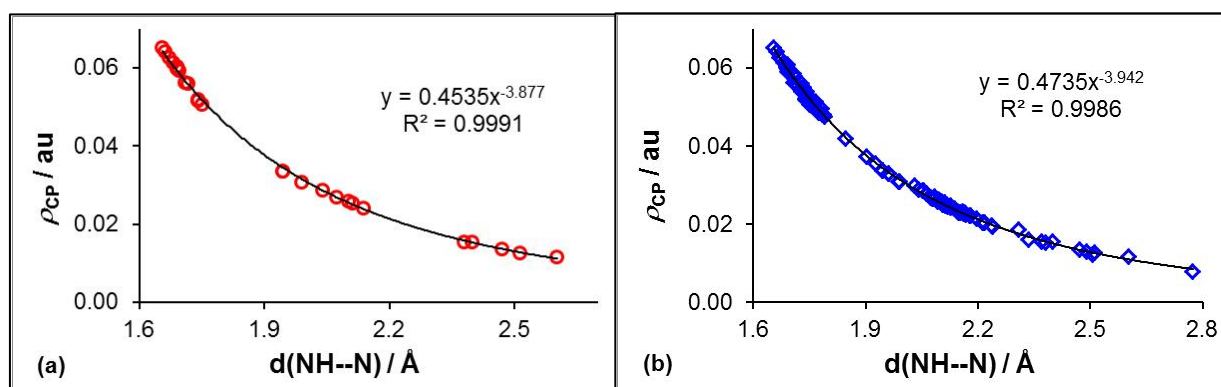 0.06
0.04
0.02
0.00
ρCP / au
y = 0.4535x^-3.877
R² = 0.9991
1.6 1.9 2.2 2.5
(a) d(NH--N) / Å
0.06
0.04
0.02
0.00
ρCP / au
y = 0.4735x^-3.942
R² = 0.9986
1.6 1.9 2.2 2.5 2.8
(b) d(NH--N) / Å